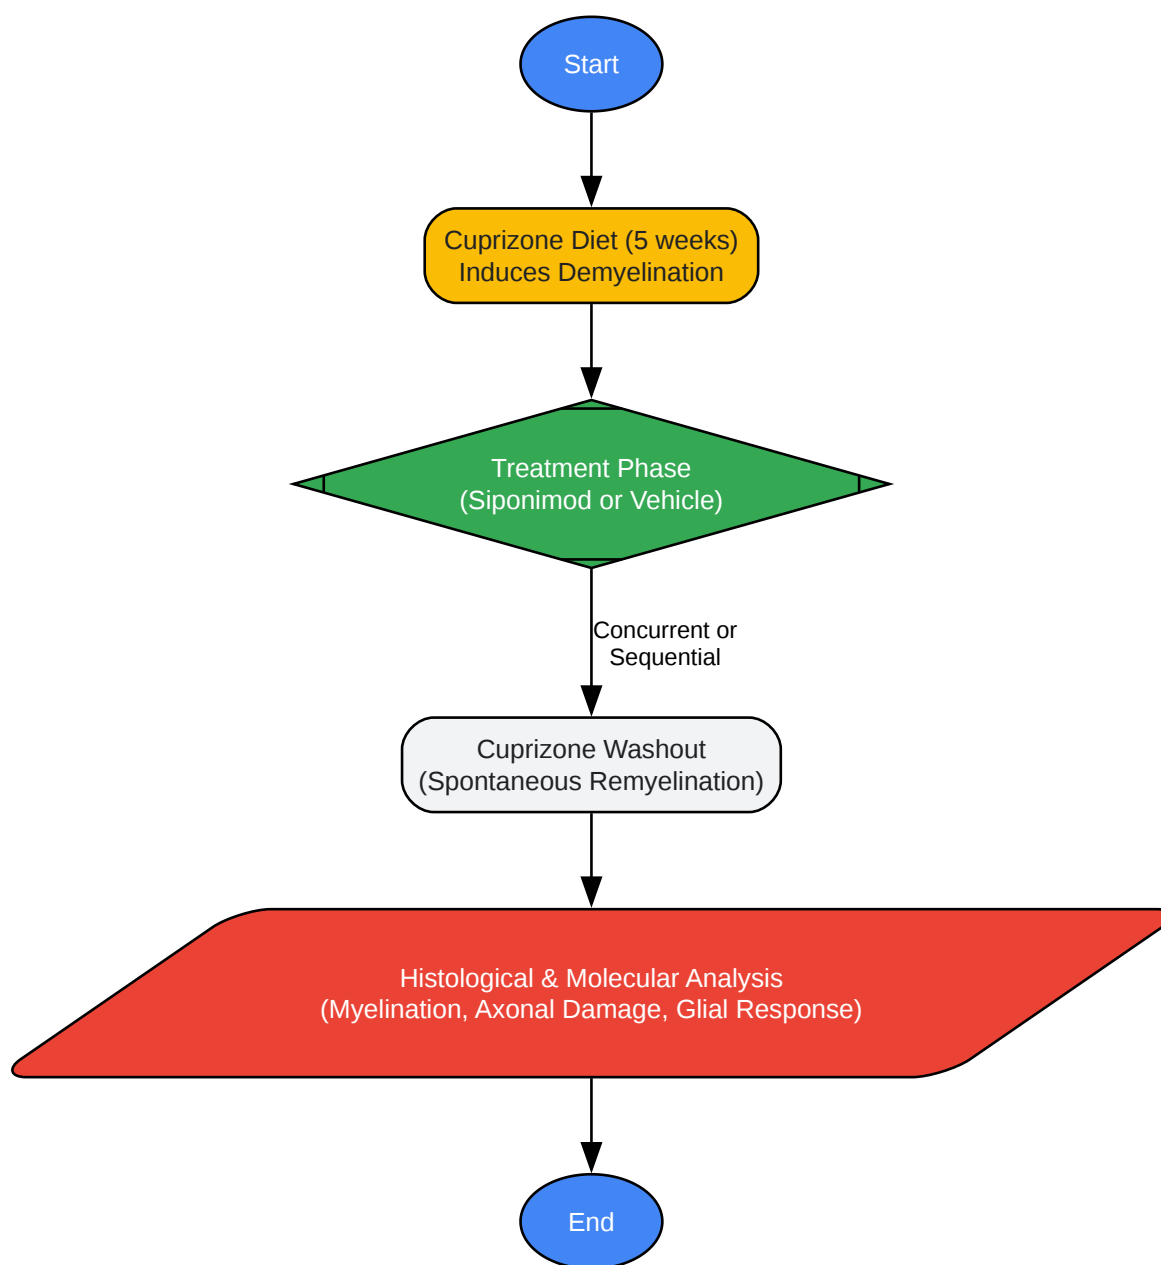 Start
Cuprizone Diet (5 weeks)
Induces Demyelination
Treatment Phase
(Siponimod or Vehicle)
Concurrent or
Sequential
Cuprizone Washout
(Spontaneous Remyelination)
Histological & Molecular Analysis
(Myelination, Axonal Damage, Glial Response)
End